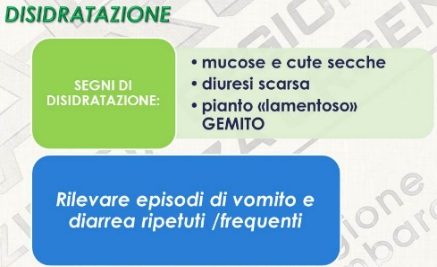 DISIDRATAZIONE
SEGNI DI
DISIDRATAZIONE:
• mucose e cute secche
• diuresi scarsa
• pianto «lamentoso»
GEMITO
Rilevare episodi di vomito e
diarrea ripetuti /frequenti